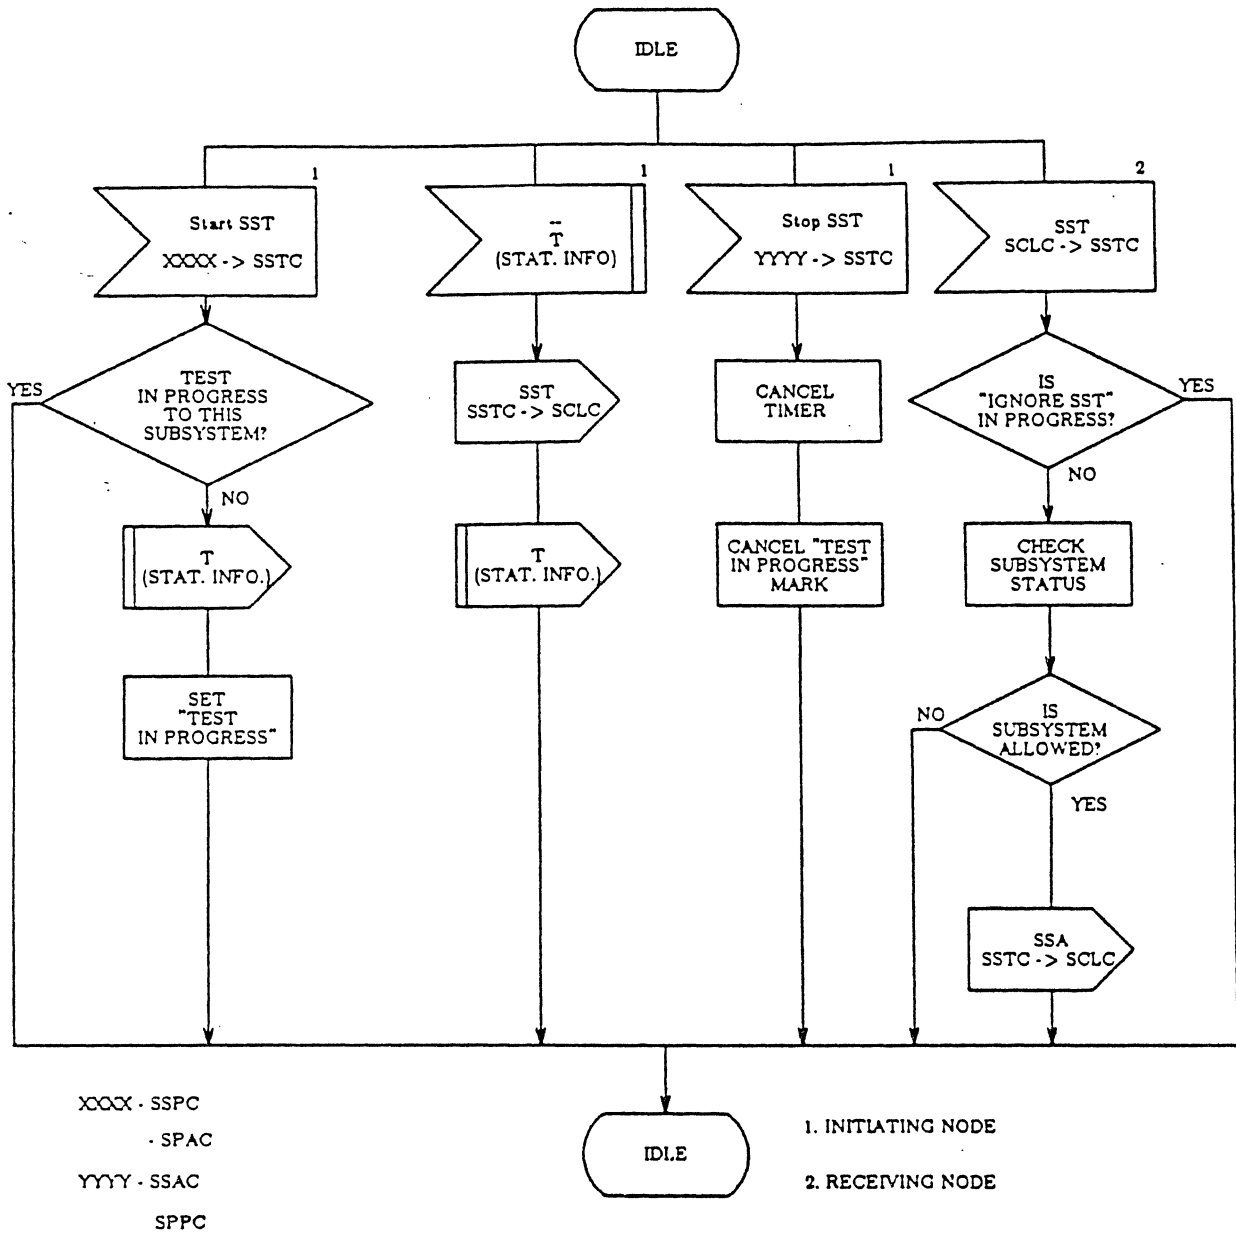 IDLE
1
Start SST
XXXX -> SSTC
1
T
(STAT. INFO)
1
Stop SST
YYYY -> SSTC
2
SST
SCLC -> SSTC
YES
TEST
IN PROGRESS
TO THIS
SUBSYSTEM?
NO
SST
SSTC -> SCLC
CANCEL
TIMER
IS
"IGNORE SST"
IN PROGRESS?
YES
NO
T
(STAT. INFO.)
T
(STAT. INFO.)
CANCEL "TEST
IN PROGRESS"
MARK
CHECK
SUBSYSTEM
STATUS
SET
"TEST
IN PROGRESS"
NO
IS
SUBSYSTEM
ALLOWED?
YES
SSA
SSTC -> SCLC
XXXX - SSPC
- SPAC
YYYY - SSAC
SPPC
IDLE
1. INITIATING NODE
2. RECEIVING NODE